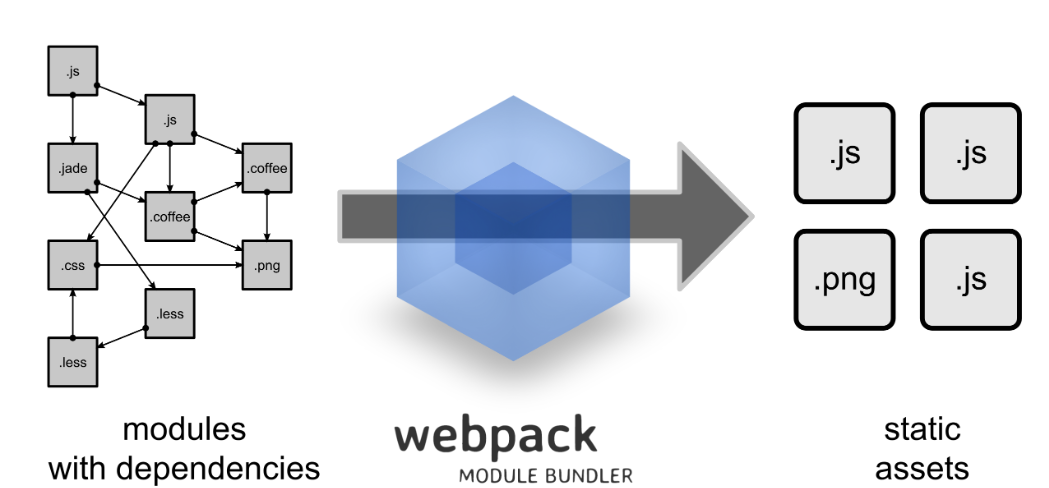 .js
.js
.jade
.coffee
.coffee
.css
.png
.less
.less
modules
with dependencies
webpack
MODULE BUNDLER
.js
.js
.png
.js
static
assets